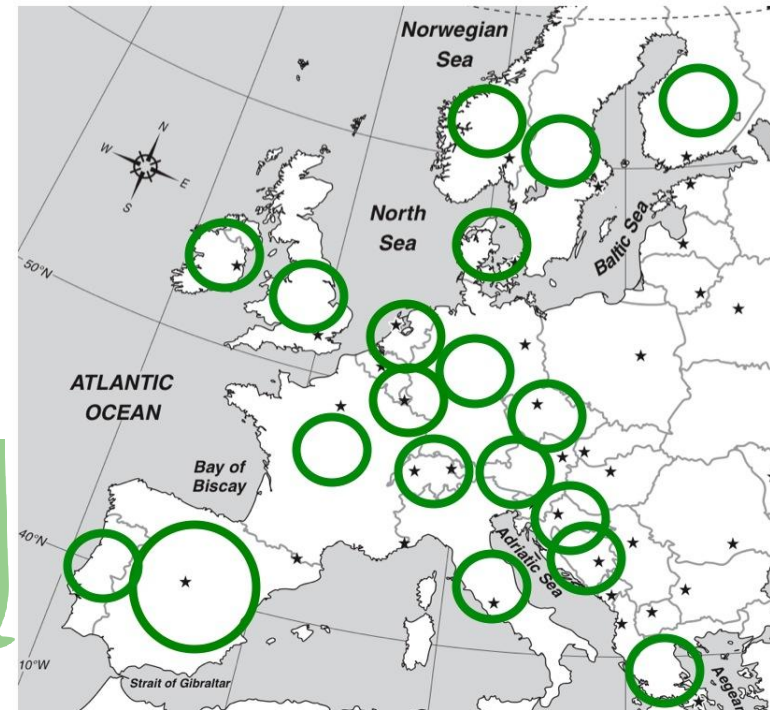 Norwegian
Sea
N
W
E
S
North
Sea
Baltic Sea
50°N
ATLANTIC
OCEAN
Bay of
Biscay
Adriatic Sea
40°N
10°W
Strait of Gibraltar
Aegean